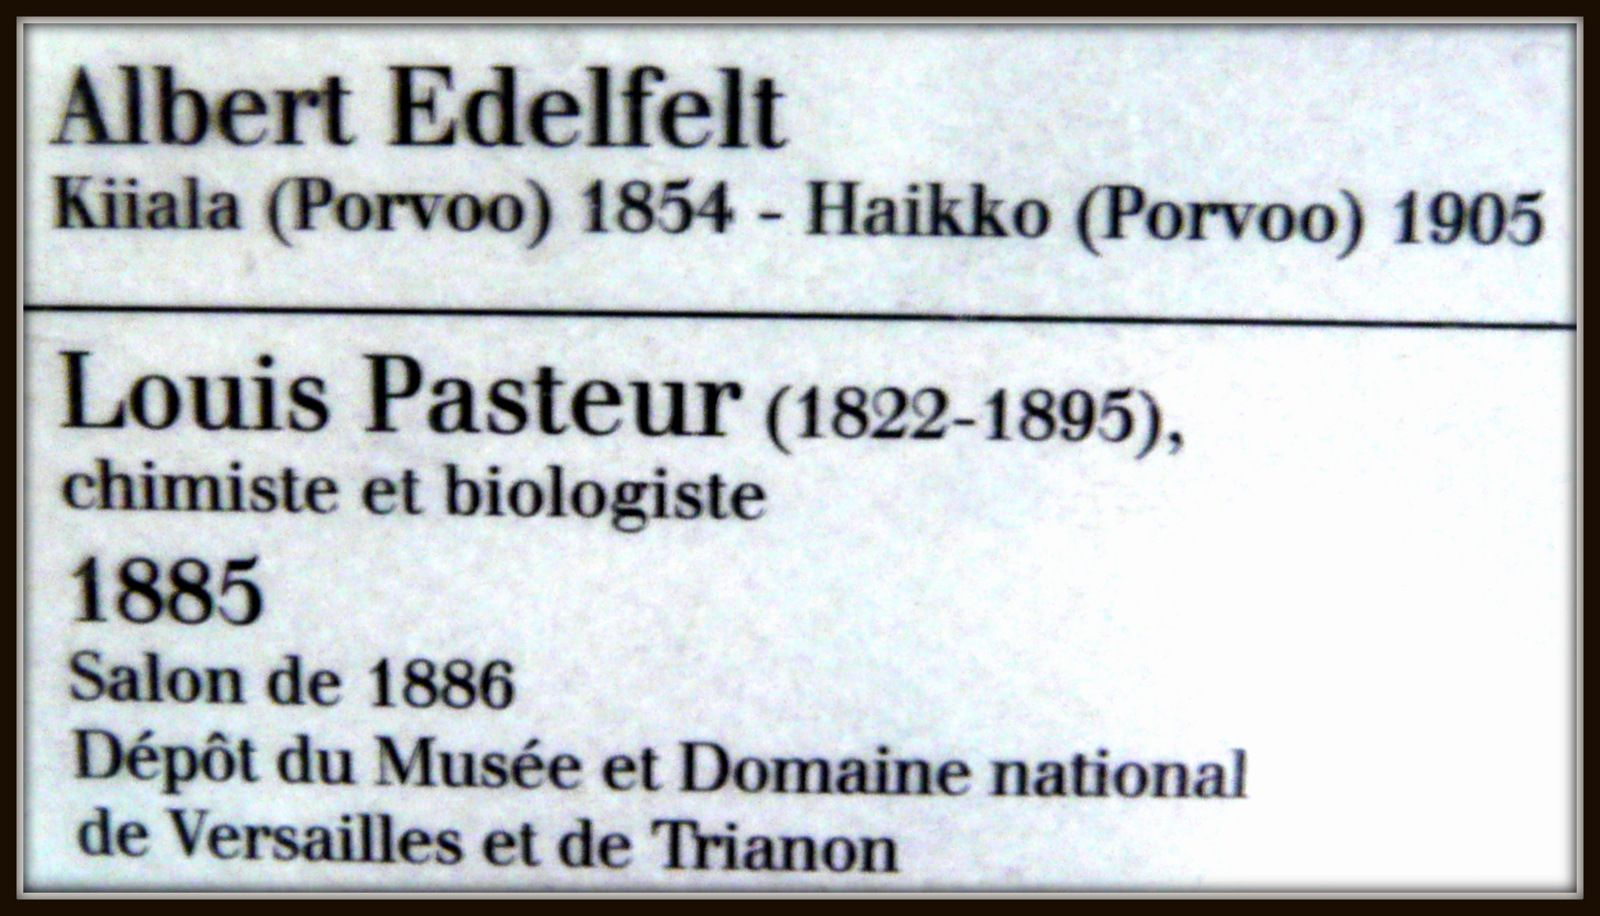 Albert Edelfelt
Kiiala (Porvoo) 1854 - Haikko (Porvoo) 1905
Louis Pasteur (1822-1895),
chimiste et biologiste
1885
Salon de 1886
Dépôt du Musée et Domaine national
de Versailles et de Trianon